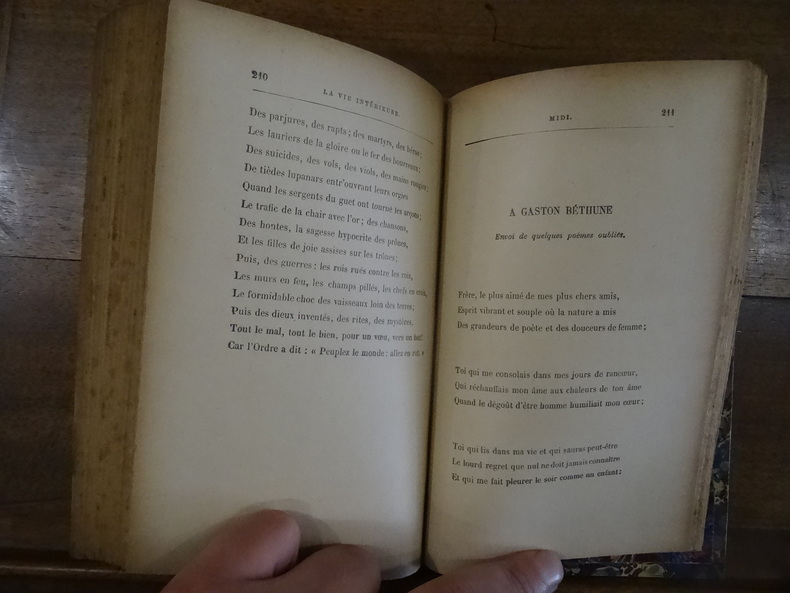 210
LA VIE INTÉRIEURE.
Des parjures, des rapts; des martyrs, des héros;
Les lauriers de la gloire ou le fer des bourreaux;
Des suicides, des vols, des viols, des mains rougies;
De tièdes lupanars entr'ouvrant leurs orgies
Quand les sergents du guet ont tourné les
Le trafic de la chair avec l'or; des chansons,
Des hontes, la sagesse hypocrite des prônes,
Et les filles de joie assises sur les trônes;
Puis, des guerres: les rois rués contre les rois,
Les murs en feu, les champs pillés, les chefs en croix,
Le formidable choc des vaisseaux loin des terres;
Puis des dieux inventés, des rites, des mystères,
Tout le mal, tout le bien, pour un vœu, vers un but!
Car l'Ordre a dit: « Peuplez le monde: allez en rut. »
MIDI.
211
A GASTON BÉTHUNE
Envoi de quelques poèmes oubliés.
Frère, le plus aimé de mes plus chers amis,
Esprit vibrant et souple où la nature a mis
Des grandeurs de poète et des douceurs de femme;
Toi qui me consolais dans mes jours de rancœur,
Qui réchauffais mon âme aux chaleurs de ton âme
Quand le dégoût d'être homme humiliait mon cœur;
Toi qui lis dans ma vie et qui sauras peut-être
Le lourd regret que nul ne doit jamais connaître
Et qui me fait pleurer le soir comme un enfant;